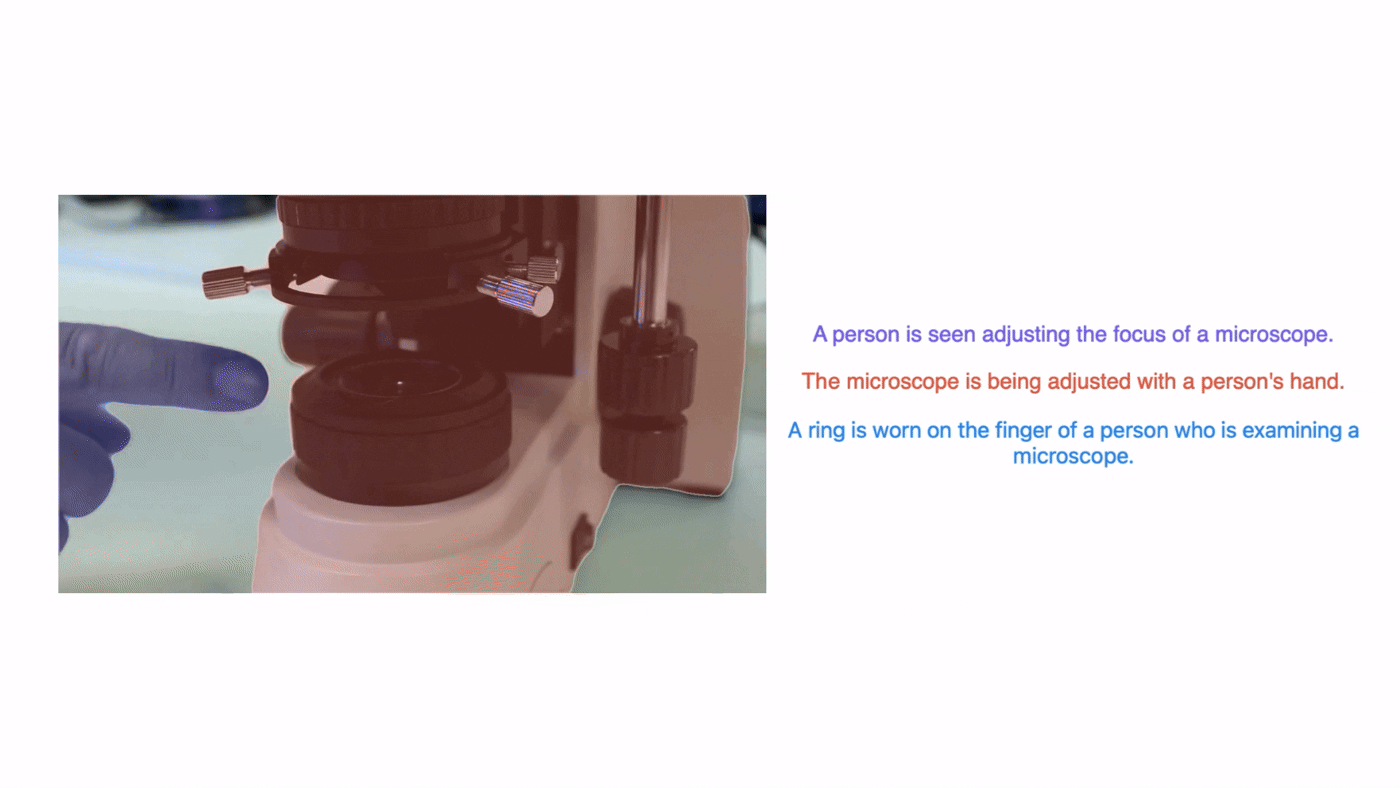 A person is seen adjusting the focus of a microscope.
The microscope is being adjusted with a person's hand.
A ring is worn on the finger of a person who is examining a
microscope.